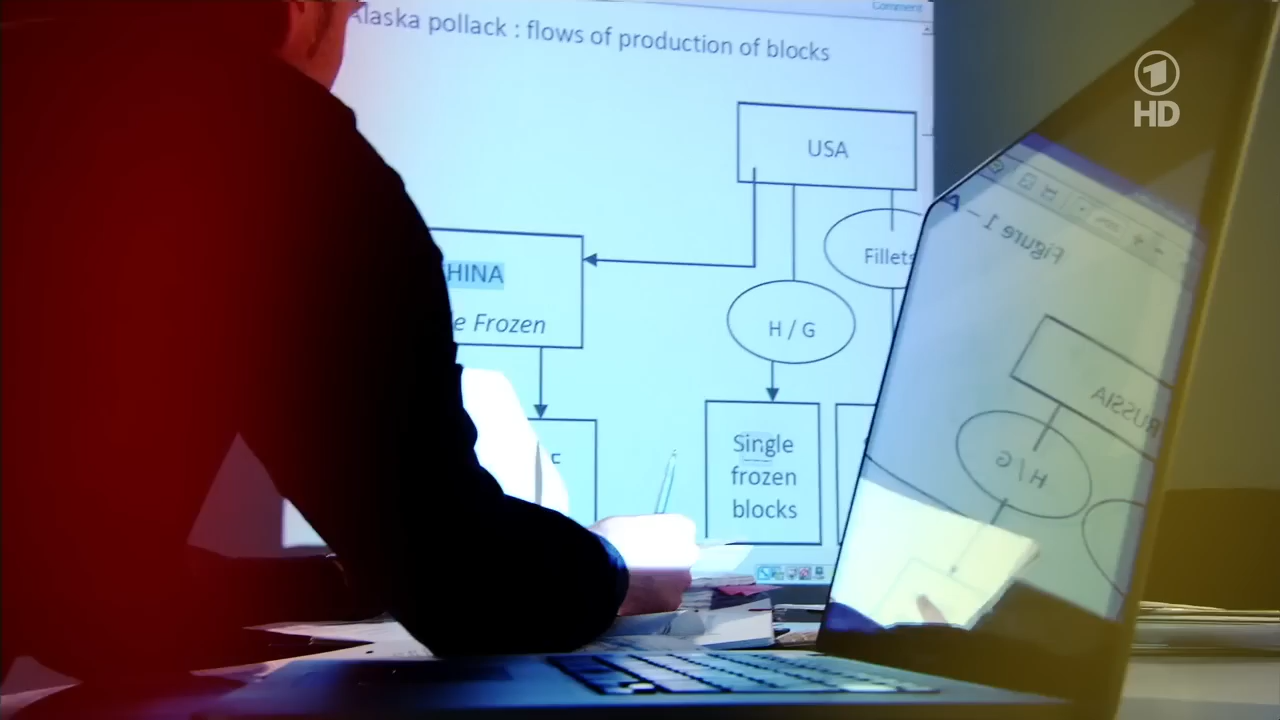 Alaska pollack : flows of production of blocks
Comment
1
HD
USA
Fillets
CHINA
e Frozen
H / G
Single
frozen
blocks
Figure 1 – A
RUSSIA
H / G